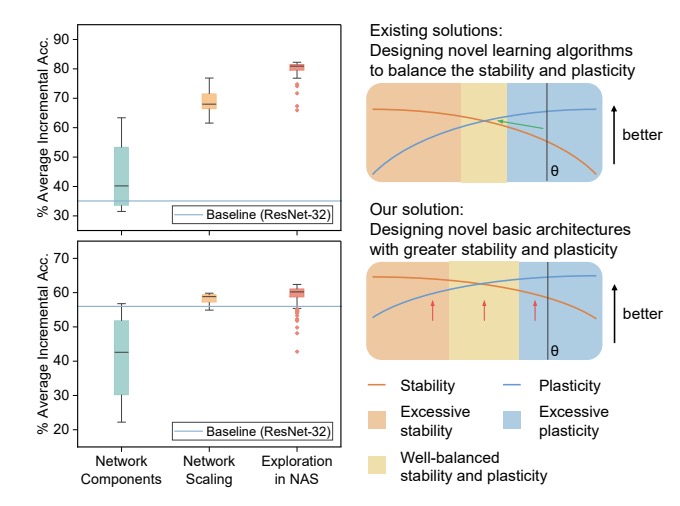 % Average Incremental Acc.
90
80
70
60
50
40
30
Baseline (ResNet-32)
% Average Incremental Acc.
70
60
50
40
30
20
Baseline (ResNet-32)
Network
Components
Network
Scaling
Exploration
in NAS
Existing solutions:
Designing novel learning algorithms
to balance the stability and plasticity
θ
better
Our solution:
Designing novel basic architectures
with greater stability and plasticity
θ
better
Stability
Plasticity
Excessive
stability
Excessive
plasticity
Well-balanced
stability and plasticity